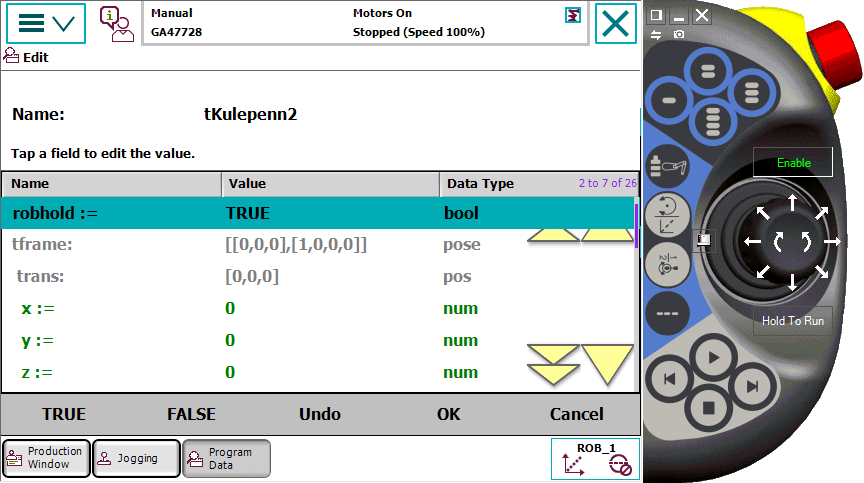 Manual
GA47728
Motors On
Stopped (Speed 100%)
Edit
Name: tKulepenn2
Tap a field to edit the value.
Name Value Data Type 2 to 7 of 26
robhold := TRUE bool
tframe: [[0,0,0],[1,0,0,0]] pose
trans: [0,0,0] pos
x := 0 num
y := 0 num
z := 0 num
TRUE FALSE Undo OK Cancel
Production
Window
Jogging
Program
Data
ROB_1
Enable
Hold To Run